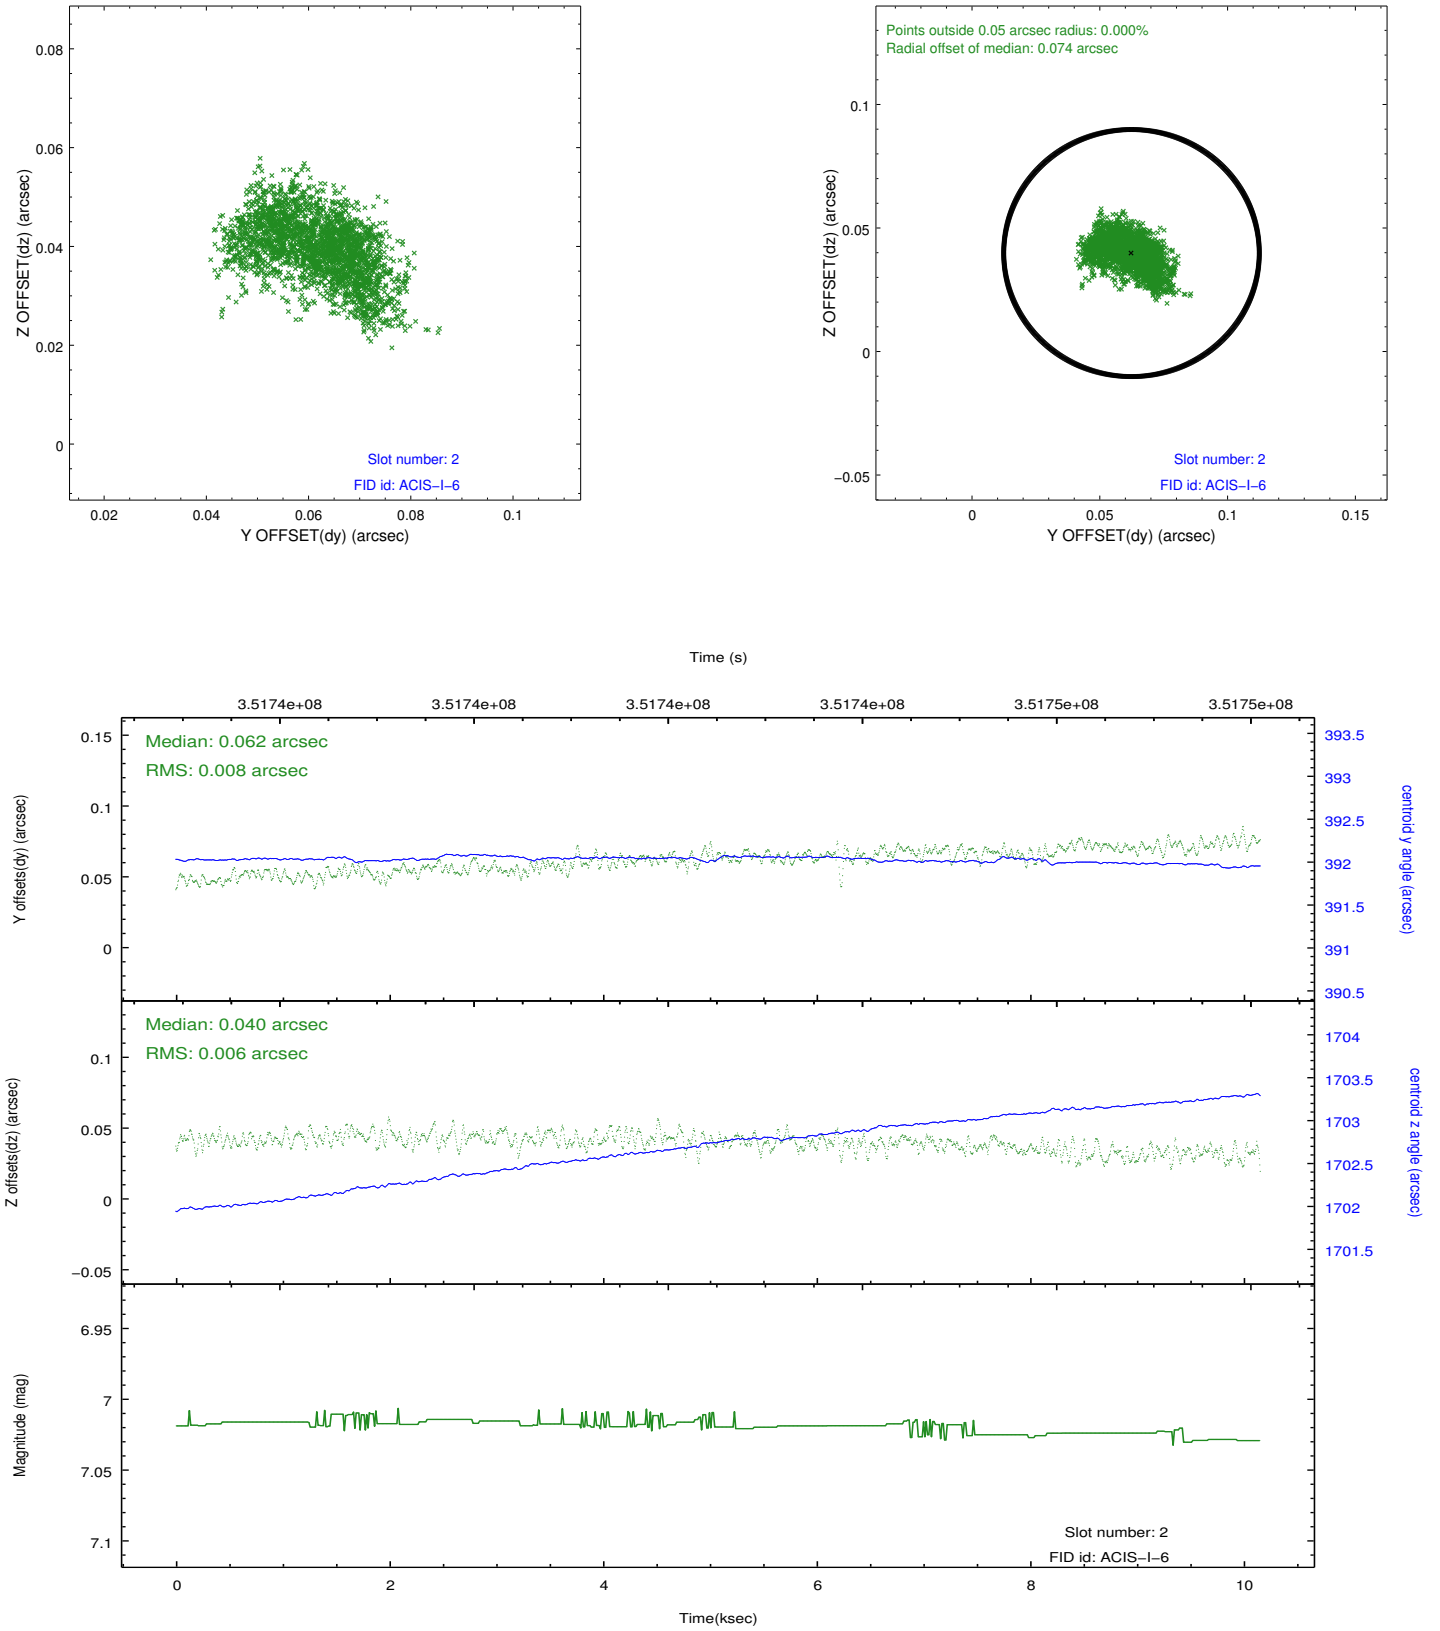 0.08
0.06
0.04
0.02
0
Z OFFSET(dz) (arcsec)
Slot number: 2
FID id: ACIS−I−6
0.02
0.04
0.06
0.08
0.1
Y OFFSET(dy) (arcsec)
Points outside 0.05 arcsec radius: 0.000%
Radial offset of median: 0.074 arcsec
0.1
0.05
0
−0.05
Z OFFSET(dz) (arcsec)
Slot number: 2
FID id: ACIS−I−6
0
0.05
0.1
0.15
Y OFFSET(dy) (arcsec)
Time (s)
3.5174e+08
3.5174e+08
3.5174e+08
3.5174e+08
3.5175e+08
3.5175e+08
Median: 0.062 arcsec
RMS: 0.008 arcsec
0.15
0.1
0.05
0
Y offsets(dy) (arcsec)
393.5
393
392.5
392
391.5
391
390.5
centroid y angle (arcsec)
Median: 0.040 arcsec
RMS: 0.006 arcsec
0.1
0.05
0
−0.05
Z offsets(dz) (arcsec)
1704
1703.5
1703
1702.5
1702
1701.5
centroid z angle (arcsec)
6.95
7
7.05
7.1
Magnitude (mag)
Slot number: 2
FID id: ACIS−I−6
0
2
4
6
8
10
Time(ksec)